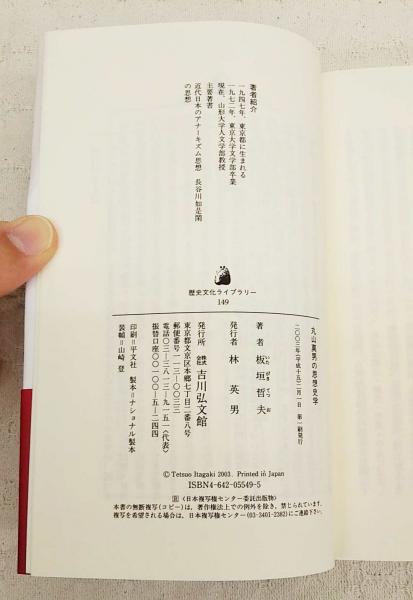 著者紹介
一九四七年、東京都に生まれる
一九七二年、東京大学文学部卒業
現在、山形大学人文学部教授
主要著書
近代日本のアナーキズム思想　長谷川如是閑
の思想
歴史文化ライブラリー
149
丸山真男の思想史学
二〇〇三年(平成十五)二月一日　第一刷発行
著者　板垣哲夫
いたがきてつお
発行者　林英男
発行所　株式会社　吉川弘文館
東京都文京区本郷七丁目二番八号
郵便番号一一三―〇〇三三
電話〇三―三八一三―九一五一〈代表〉
振替口座〇〇一〇〇―五―二四四
印刷＝平文社　製本＝ナショナル製本
装幀＝山崎登
© Tetsuo Itagaki 2003. Printed in Japan
ISBN4-642-05549-5
R〈日本複写権センター委託出版物〉
本書の無断複写(コピー)は、著作権法上での例外を除き、禁じられています．
複写を希望される場合は、日本複写権センター(03-3401-2382)にご連絡下さい．